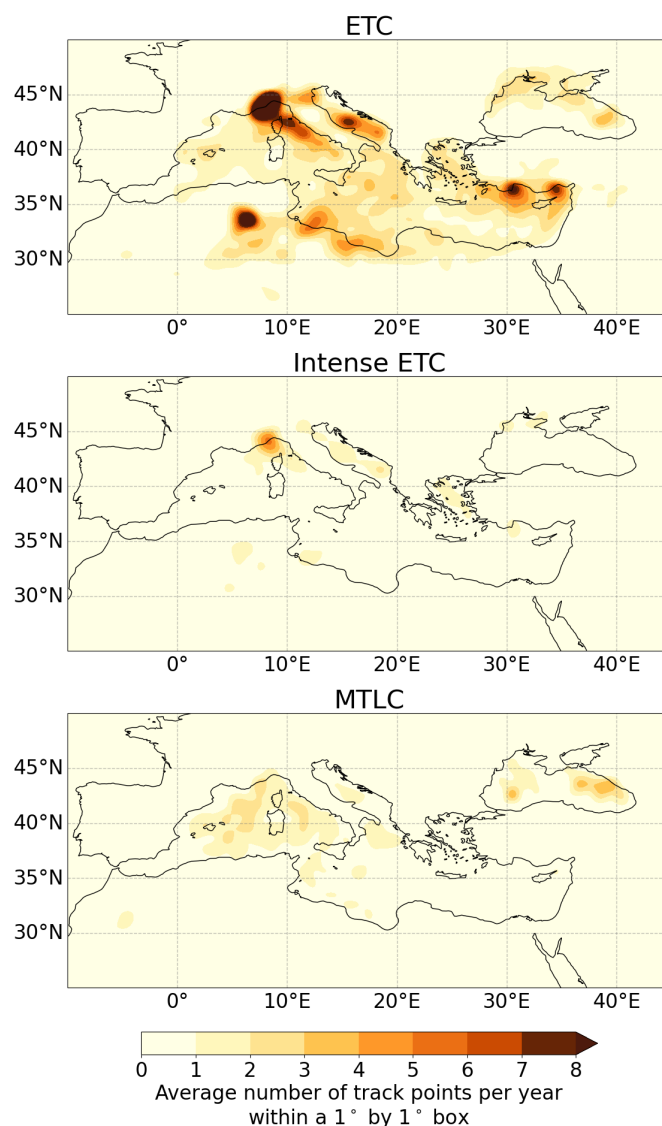 ETC
45°N
40°N
35°N
30°N
0° 10°E 20°E 30°E 40°E
Intense ETC
45°N
40°N
35°N
30°N
0° 10°E 20°E 30°E 40°E
MTLC
45°N
40°N
35°N
30°N
0° 10°E 20°E 30°E 40°E
0 1 2 3 4 5 6 7 8
Average number of track points per year
within a 1° by 1° box